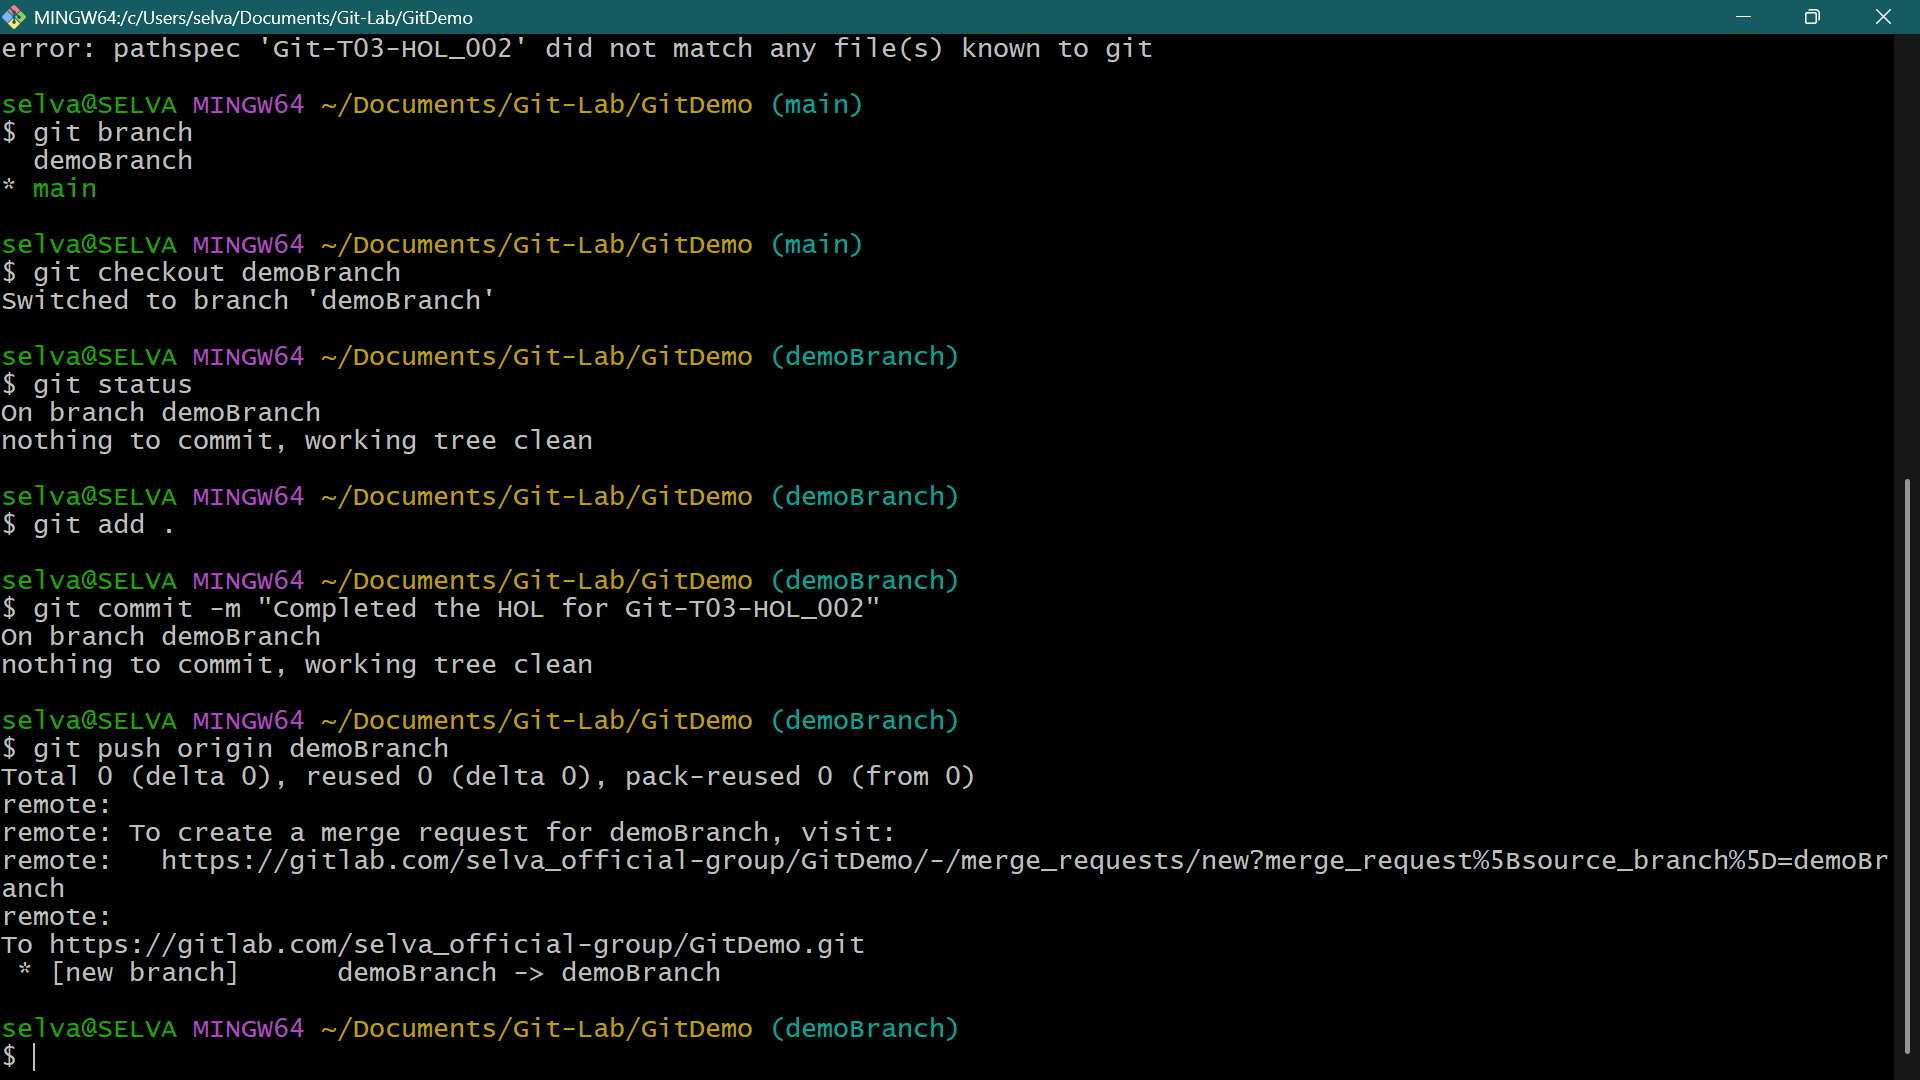 MINGW64:/c/Users/selva/Documents/Git-Lab/GitDemo
error: pathspec 'Git-T03-HOL_002' did not match any file(s) known to git
selva@SELVA MINGW64 ~/Documents/Git-Lab/GitDemo (main)
$ git branch
  demoBranch
* main
selva@SELVA MINGW64 ~/Documents/Git-Lab/GitDemo (main)
$ git checkout demoBranch
Switched to branch 'demoBranch'
selva@SELVA MINGW64 ~/Documents/Git-Lab/GitDemo (demoBranch)
$ git status
On branch demoBranch
nothing to commit, working tree clean
selva@SELVA MINGW64 ~/Documents/Git-Lab/GitDemo (demoBranch)
$ git add .
selva@SELVA MINGW64 ~/Documents/Git-Lab/GitDemo (demoBranch)
$ git commit -m "Completed the HOL for Git-T03-HOL_002"
On branch demoBranch
nothing to commit, working tree clean
selva@SELVA MINGW64 ~/Documents/Git-Lab/GitDemo (demoBranch)
$ git push origin demoBranch
Total 0 (delta 0), reused 0 (delta 0), pack-reused 0 (from 0)
remote:
remote: To create a merge request for demoBranch, visit:
remote:   https://gitlab.com/selva_official-group/GitDemo/-/merge_requests/new?merge_request%5Bsource_branch%5D=demoBr
anch
remote:
To https://gitlab.com/selva_official-group/GitDemo.git
 * [new branch]      demoBranch -> demoBranch
selva@SELVA MINGW64 ~/Documents/Git-Lab/GitDemo (demoBranch)
$